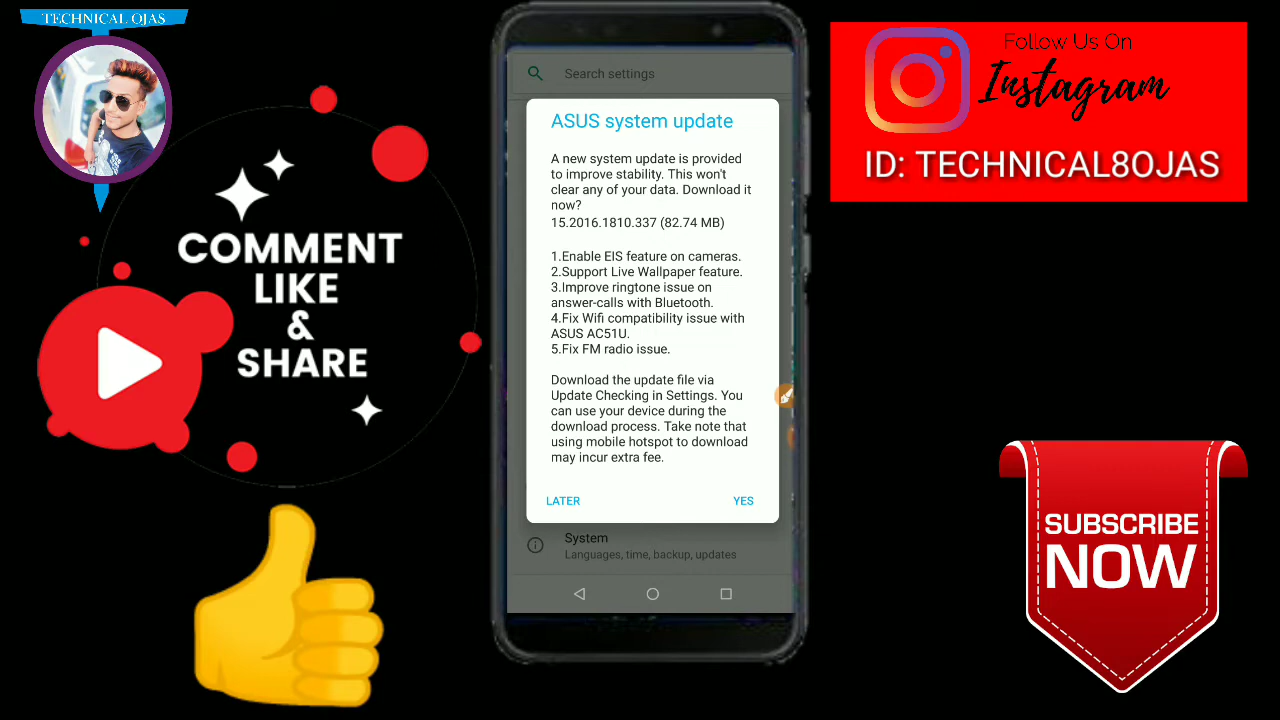 TECHNICAL OJAS
COMMENT
LIKE
&
SHARE
Search settings
ASUS system update
A new system update is provided
to improve stability. This won't
clear any of your data. Download it
now?
15.2016.1810.337 (82.74 MB)
1.Enable EIS feature on cameras.
2.Support Live Wallpaper feature.
3.Improve ringtone issue on
answer-calls with Bluetooth.
4.Fix Wifi compatibility issue with
ASUS AC51U.
5.Fix FM radio issue.
Download the update file via
Update Checking in Settings. You
can use your device during the
download process. Take note that
using mobile hotspot to download
may incur extra fee.
LATER YES
System
Languages, time, backup, updates
Follow Us On
Instagram
ID: TECHNICAL8OJAS
SUBSCRIBE
NOW